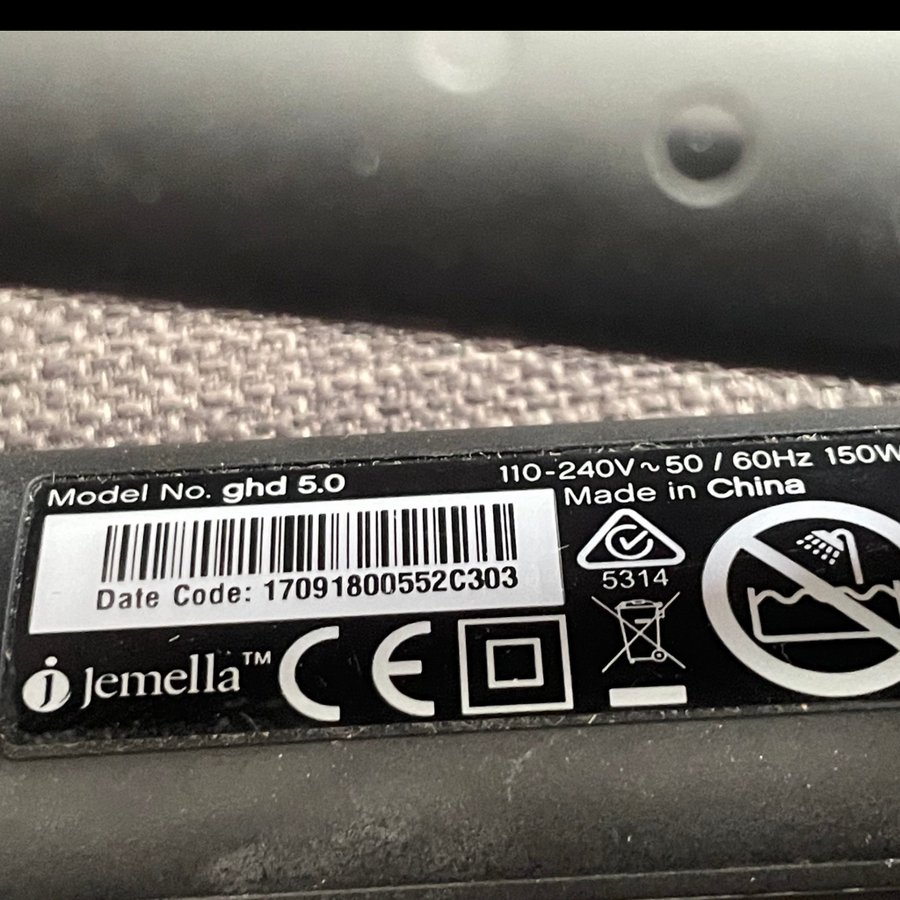 Model No. ghd 5.0
110-240V~50 / 60Hz 150W
Made in China
Date Code: 17091800552C303
5314
j Jemella™ CE